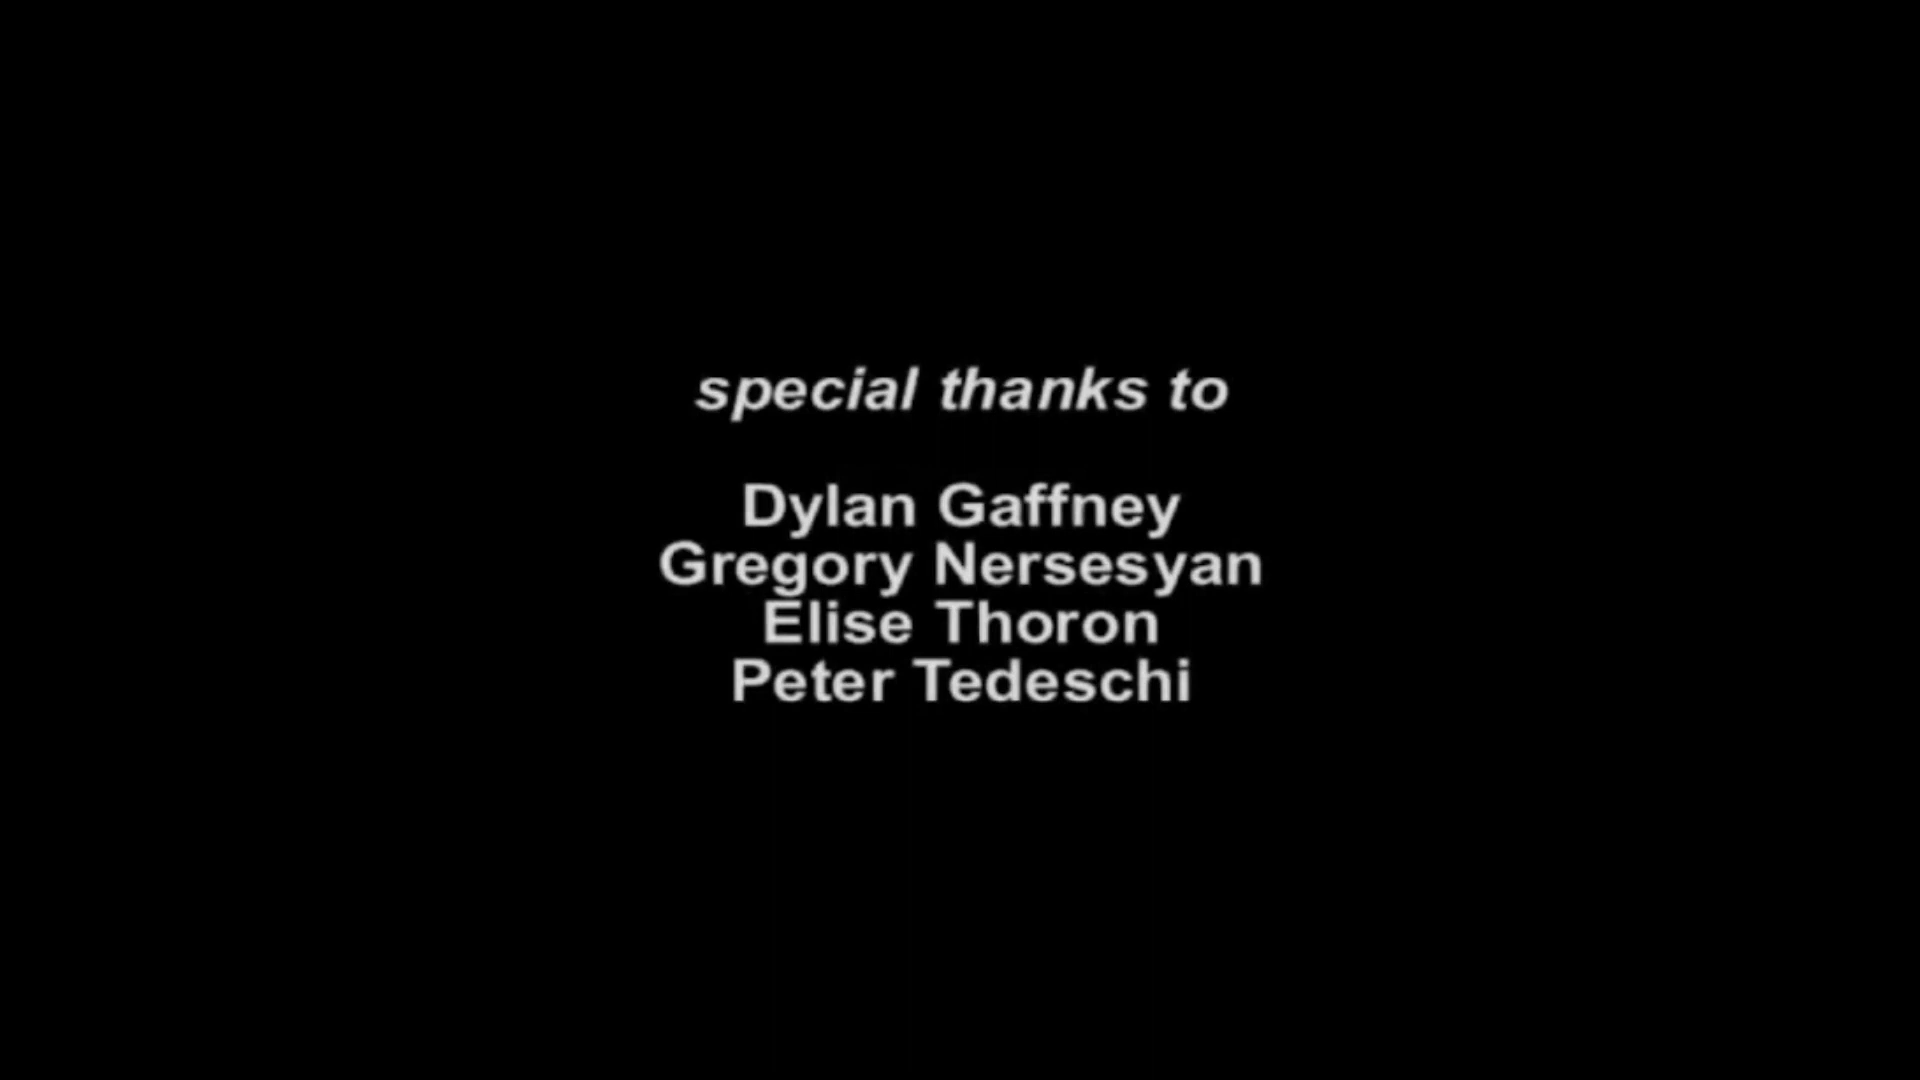 special thanks to
Dylan Gaffney
Gregory Nersesyan
Elise Thoron
Peter Tedeschi